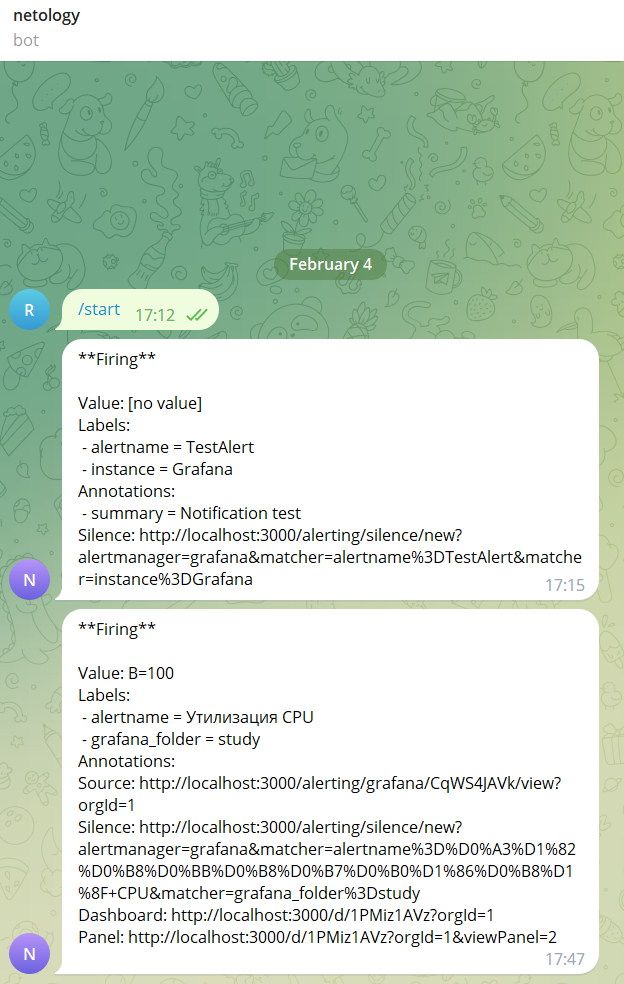 netology
bot
February 4
R
/start 17:12
**Firing**
Value: [no value]
Labels:
- alertname = TestAlert
- instance = Grafana
Annotations:
- summary = Notification test
Silence: http://localhost:3000/alerting/silence/new?
alertmanager=grafana&matcher=alertname%3DTestAlert&matche
r=instance%3DGrafana
N
17:15
**Firing**
Value: B=100
Labels:
- alertname = Утилизация CPU
- grafana_folder = study
Annotations:
Source: http://localhost:3000/alerting/grafana/CqWS4JAVk/view?
orgId=1
Silence: http://localhost:3000/alerting/silence/new?
alertmanager=grafana&matcher=alertname%3D%D0%A3%D1%82
%D0%B8%D0%BB%D0%B8%D0%B7%D0%B0%D1%86%D0%B8%D1
%8F+CPU&matcher=grafana_folder%3Dstudy
Dashboard: http://localhost:3000/d/1PMiz1AVz?orgId=1
Panel: http://localhost:3000/d/1PMiz1AVz?orgId=1&viewPanel=2
N
17:47